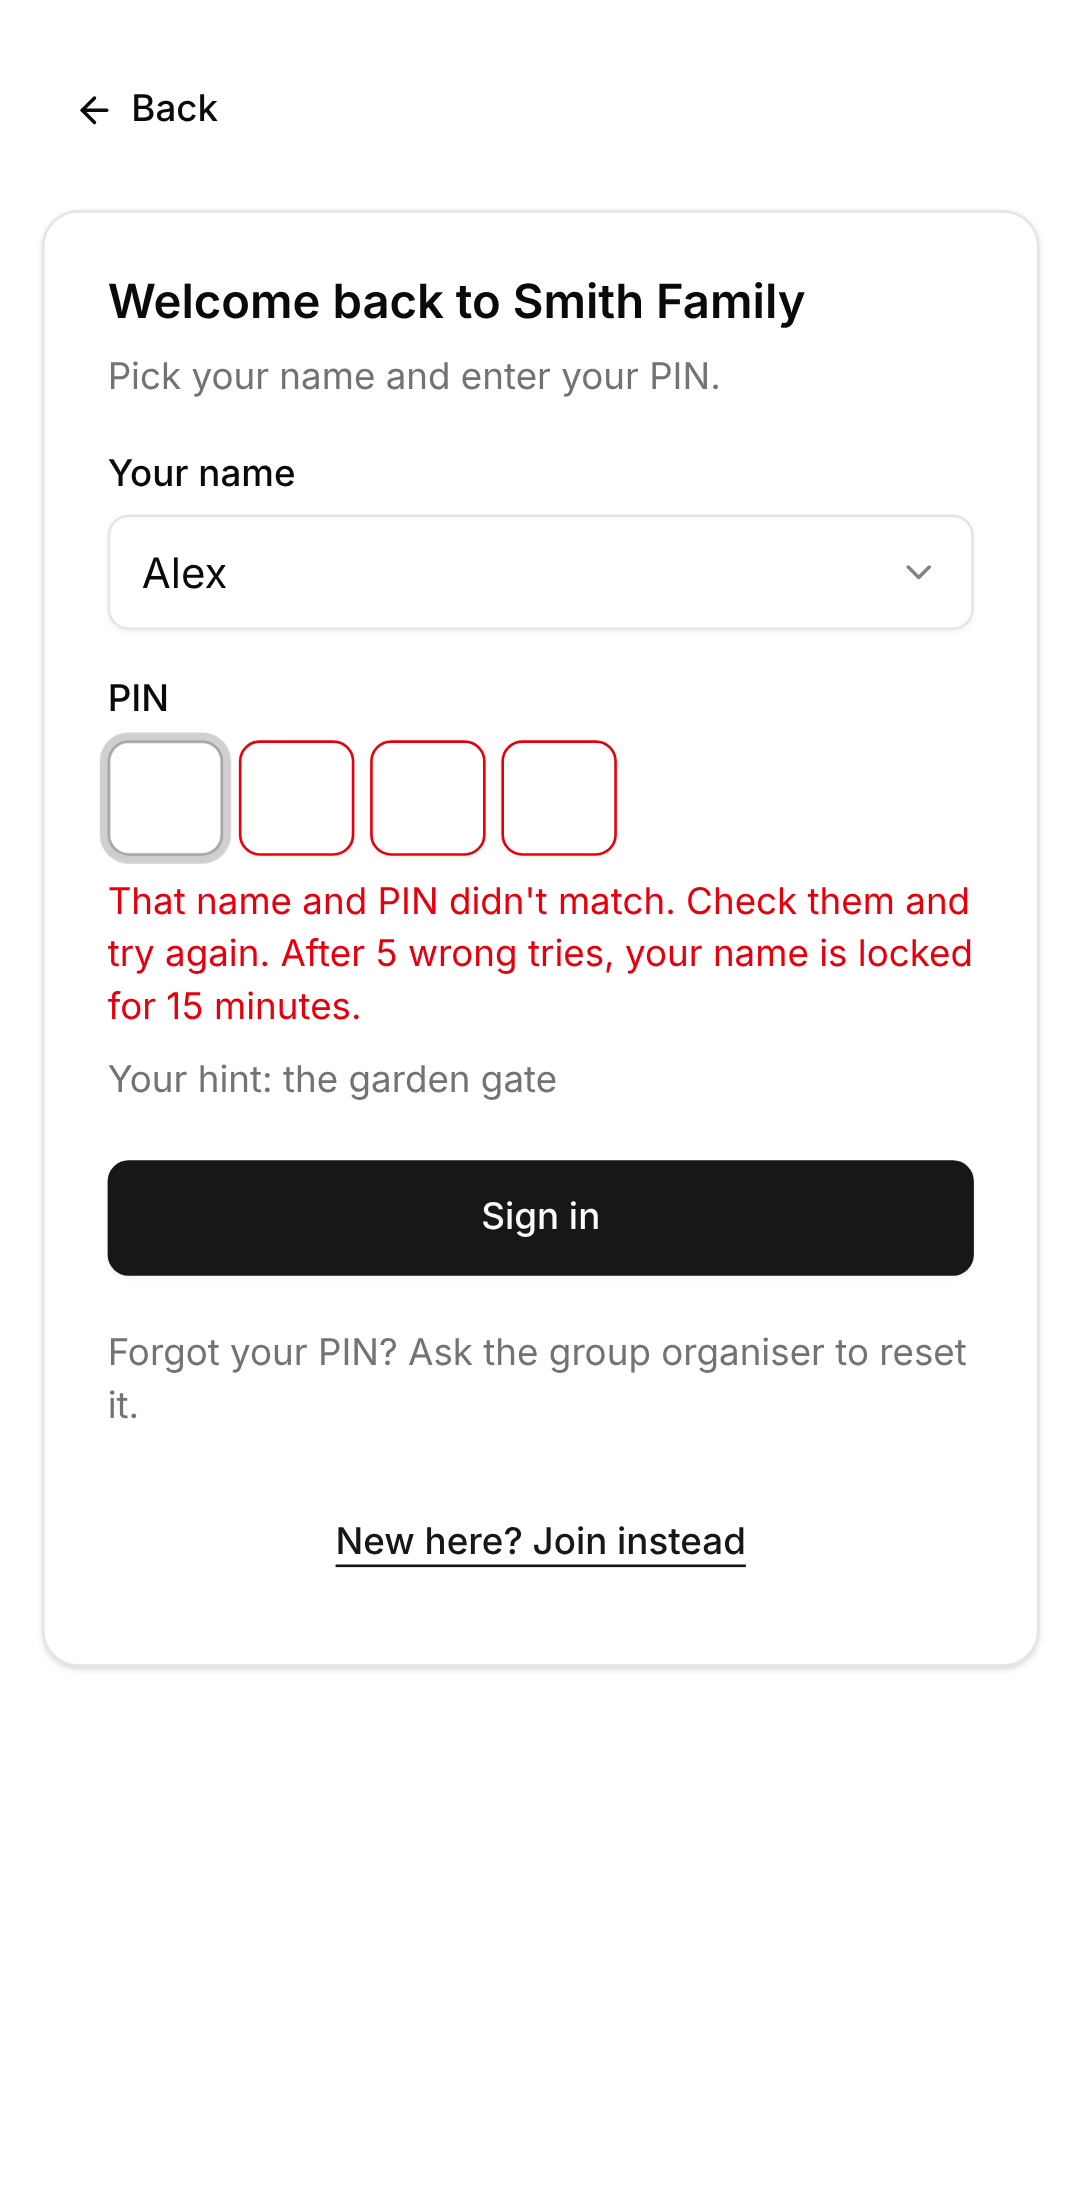 Back
Welcome back to Smith Family
Pick your name and enter your PIN.
Your name
Alex
PIN
That name and PIN didn't match. Check them and
try again. After 5 wrong tries, your name is locked
for 15 minutes.
Your hint: the garden gate
Sign in
Forgot your PIN? Ask the group organiser to reset
it.
New here? Join instead